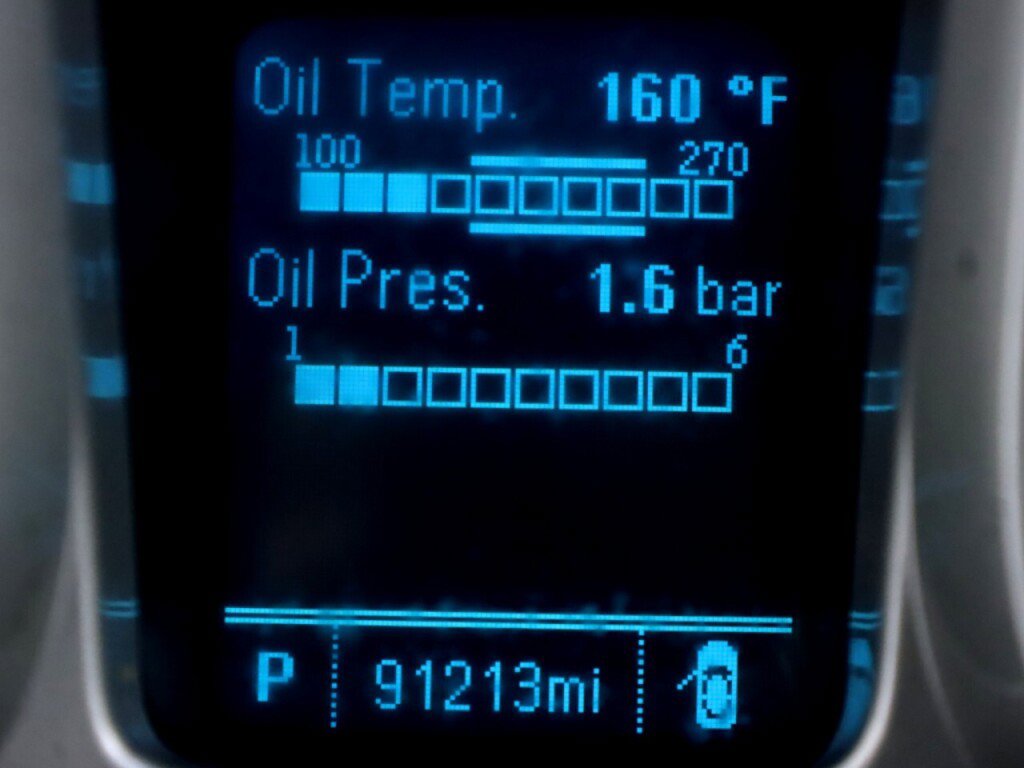 Oil Temp. 160 °F
100 270
Oil Pres. 1.6 bar
1 6
P 91213mi